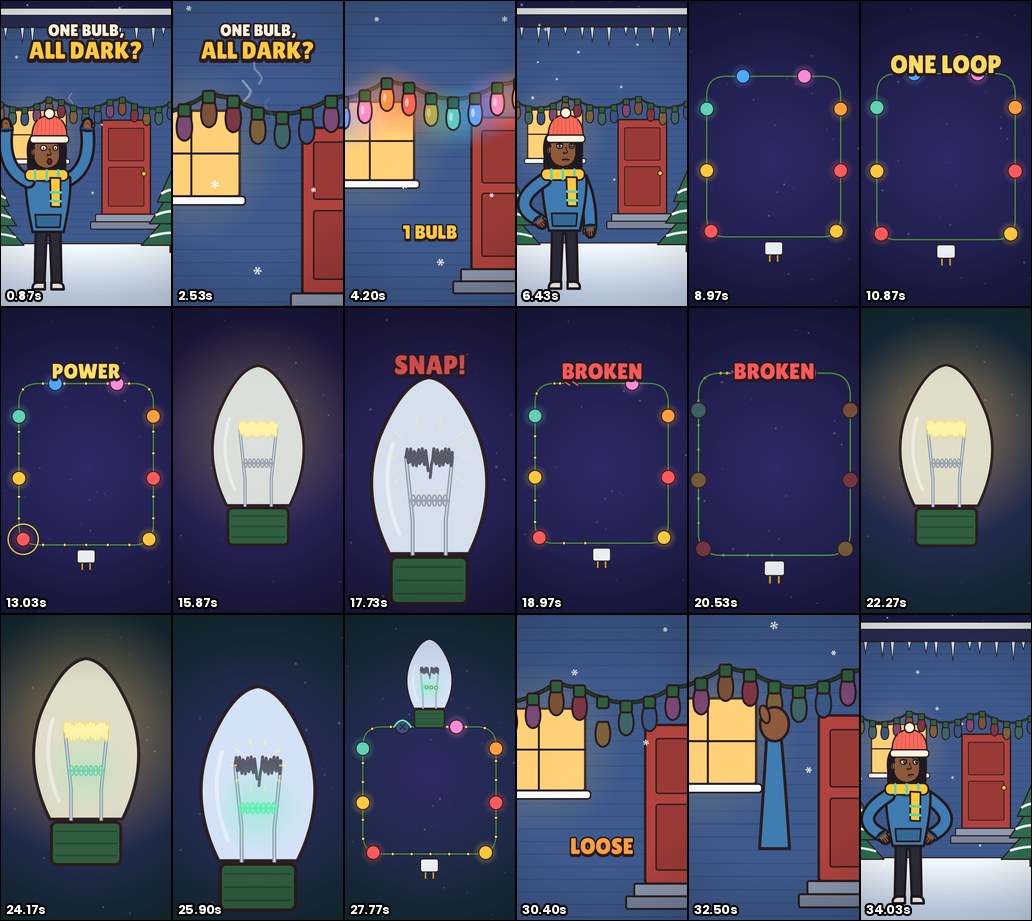 ONE BULB,
ALL DARK?
0.87s
ONE BULB,
ALL DARK?
2.53s
1 BULB
4.20s
6.43s
8.97s
ONE LOOP
10.87s
POWER
13.03s
15.87s
SNAP!
17.73s
BROKEN
18.97s
BROKEN
20.53s
22.27s
24.17s
25.90s
27.77s
LOOSE
30.40s
32.50s
34.03s